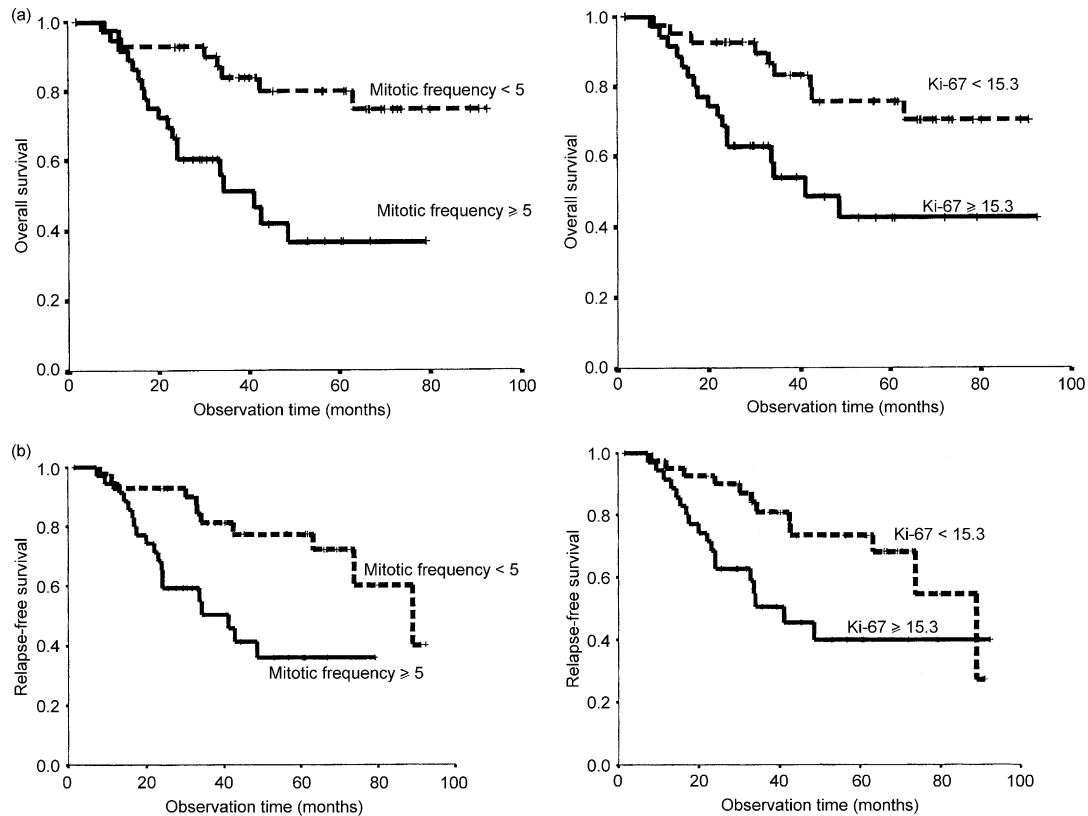 (a)
1.0
0.8
0.6
0.4
0.2
0.0
Overall survival
Mitotic frequency < 5
Mitotic frequency ⩾ 5
0 20 40 60 80 100
Observation time (months)
1.0
0.8
0.6
0.4
0.2
0.0
Overall survival
Ki-67 < 15.3
Ki-67 ⩾ 15.3
0 20 40 60 80 100
Observation time (months)
(b)
1.0
0.8
0.6
0.4
0.2
0.0
Relapse-free survival
Mitotic frequency < 5
Mitotic frequency ⩾ 5
0 20 40 60 80 100
Observation time (months)
1.0
0.8
0.6
0.4
0.2
0.0
Relapse-free survival
Ki-67 < 15.3
Ki-67 ⩾ 15.3
0 20 40 60 80 100
Observation time (months)